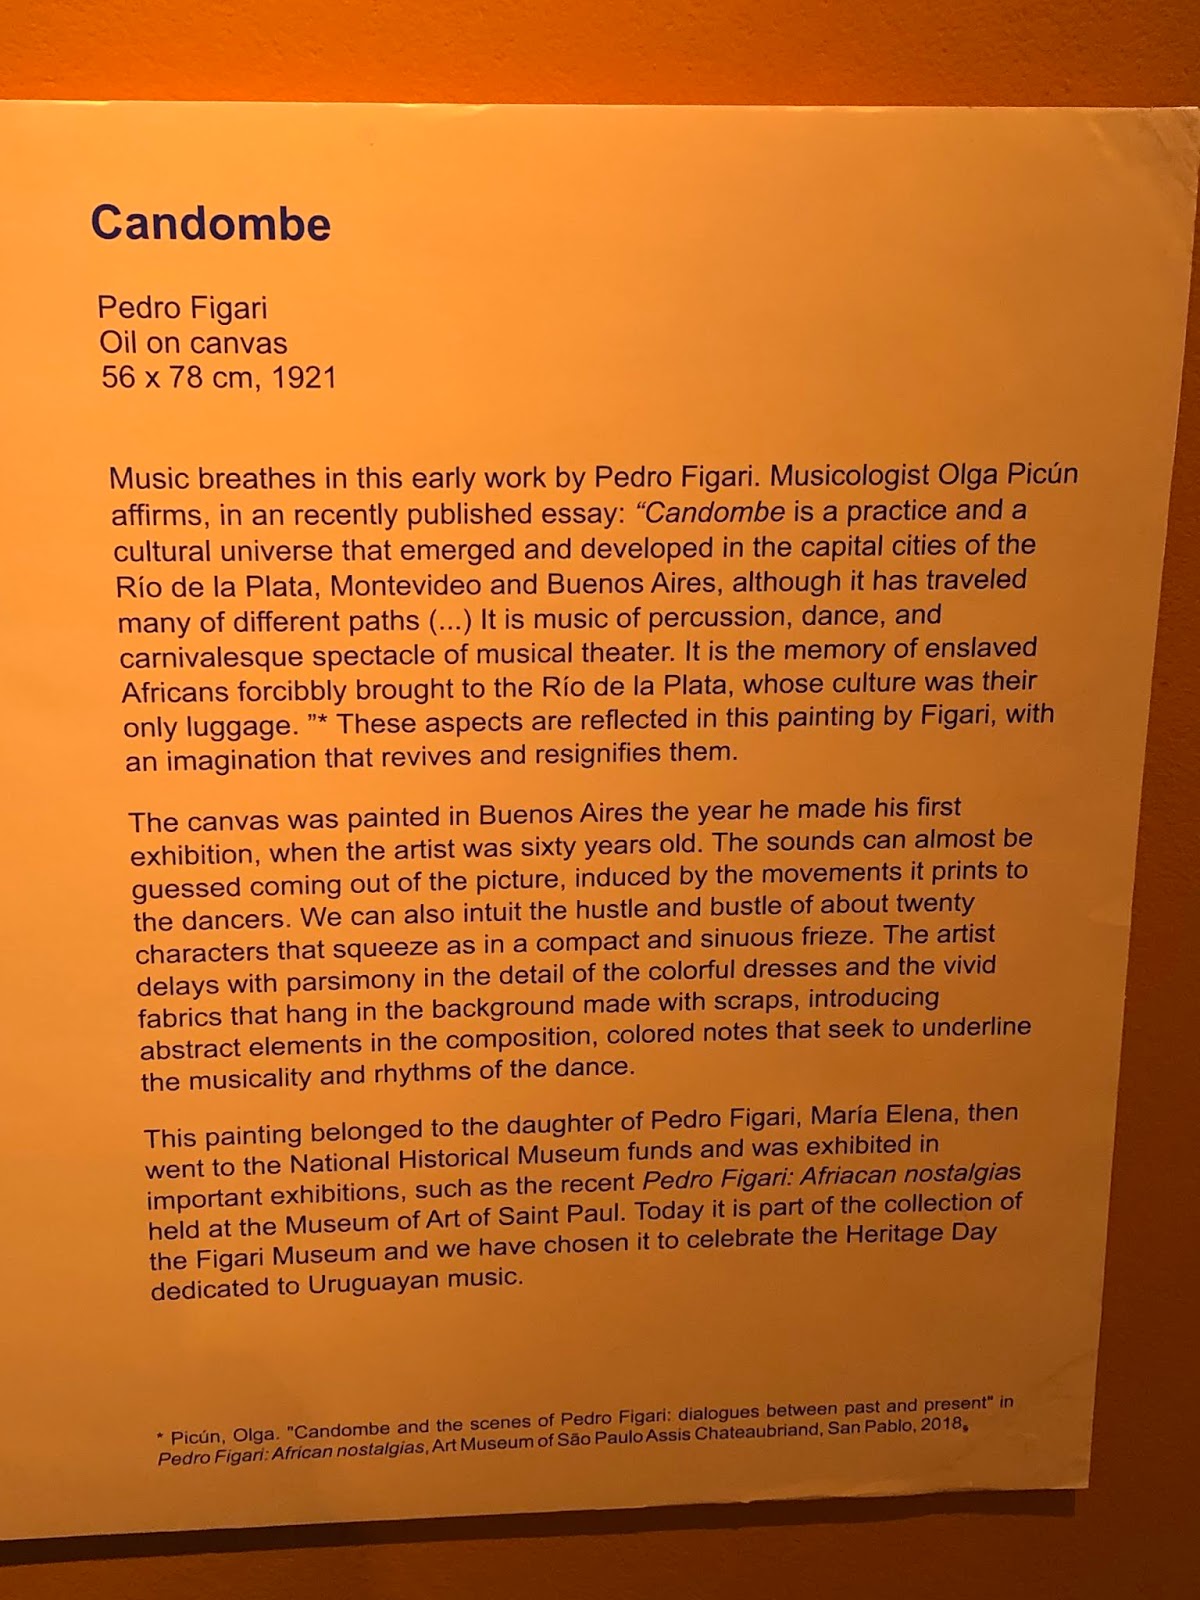 Candombe
Pedro Figari
Oil on canvas
56 x 78 cm, 1921
Music breathes in this early work by Pedro Figari. Musicologist Olga Picún
affirms, in an recently published essay: “Candombe is a practice and a
cultural universe that emerged and developed in the capital cities of the
Río de la Plata, Montevideo and Buenos Aires, although it has traveled
many of different paths (...) It is music of percussion, dance, and
carnivalesque spectacle of musical theater. It is the memory of enslaved
Africans forcibbly brought to the Río de la Plata, whose culture was their
only luggage. ”* These aspects are reflected in this painting by Figari, with
an imagination that revives and resignifies them.
The canvas was painted in Buenos Aires the year he made his first
exhibition, when the artist was sixty years old. The sounds can almost be
guessed coming out of the picture, induced by the movements it prints to
the dancers. We can also intuit the hustle and bustle of about twenty
characters that squeeze as in a compact and sinuous frieze. The artist
delays with parsimony in the detail of the colorful dresses and the vivid
fabrics that hang in the background made with scraps, introducing
abstract elements in the composition, colored notes that seek to underline
the musicality and rhythms of the dance.
This painting belonged to the daughter of Pedro Figari, María Elena, then
went to the National Historical Museum funds and was exhibited in
important exhibitions, such as the recent Pedro Figari: Afriacan nostalgias
held at the Museum of Art of Saint Paul. Today it is part of the collection of
the Figari Museum and we have chosen it to celebrate the Heritage Day
dedicated to Uruguayan music.
* Picún, Olga. "Candombe and the scenes of Pedro Figari: dialogues between past and present" in
Pedro Figari: African nostalgias, Art Museum of São Paulo Assis Chateaubriand, San Pablo, 2018.